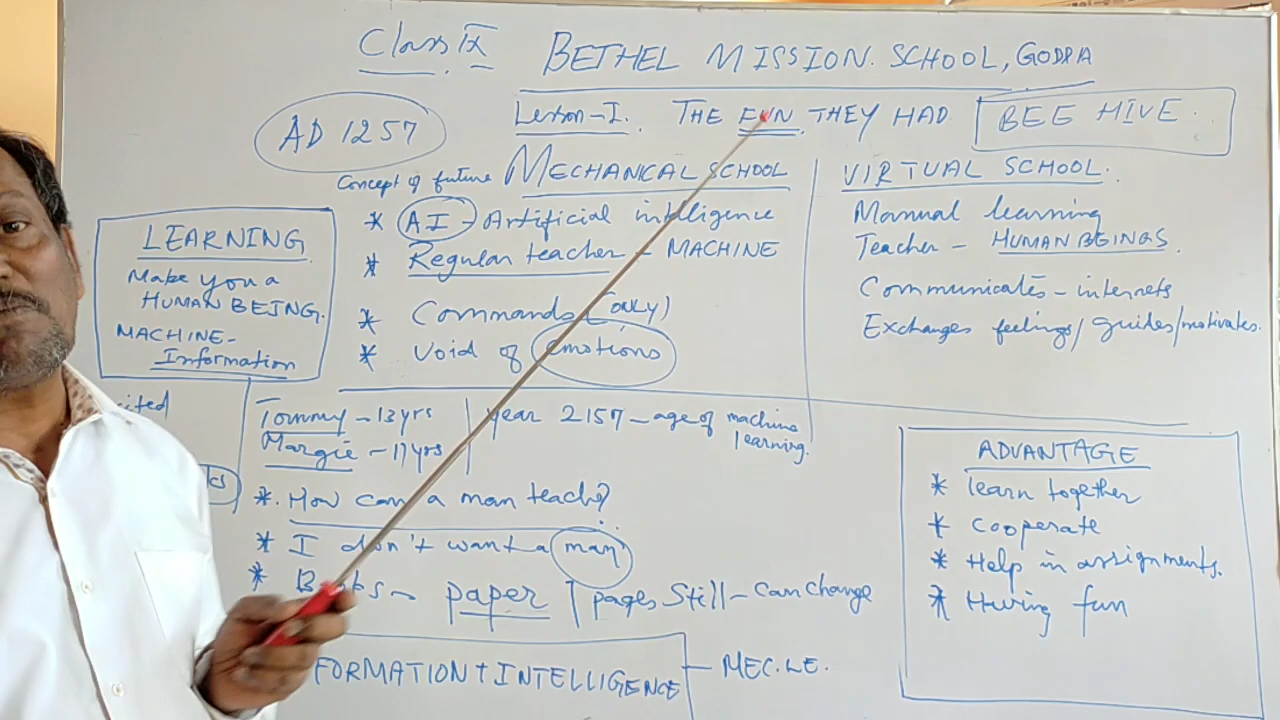 Class IX BETHEL MISSION. SCHOOL, GODDA
AD 1257
Lesson-I. THE FUN THEY HAD
BEE HIVE.
LEARNING
Make you a
HUMAN BEING.
MACHINE-
Information
Concept of future MECHANICAL SCHOOL
* AI - Artificial intelligence
* Regular teacher - MACHINE
* Commands (only)
* Void of emotions
VIRTUAL SCHOOL.
Manual learning
Teacher - HUMAN BEINGS.
Communicates - internets
Exchanges feelings/guides/motivates.
Tommy - 13 yrs
Margie - 11 yrs
year 2157 - age of machine
learning.
*. How can a man teach?
* I don't want a man
* Books - paper | pages Still - can change
FORMATION + INTELLIGENCE - MEC.LE.
ADVANTAGE
* learn together
* cooperate
* Help in assignments.
* Having fun